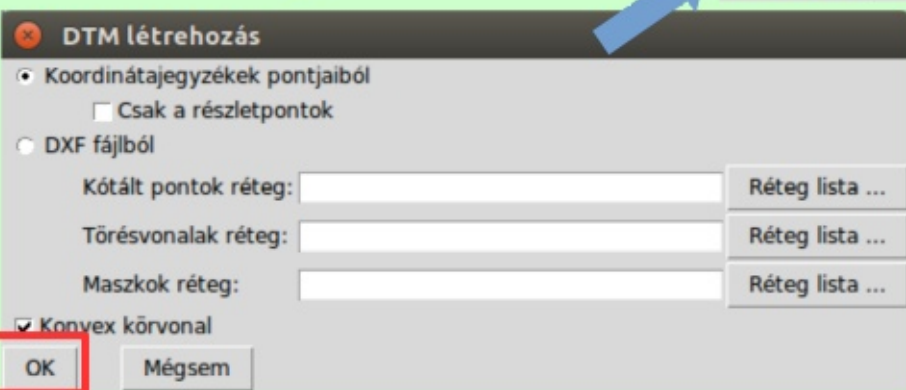 DTM létrehozás
Koordinátajegyzékek pontjaiból
Csak a részletpontok
DXF fájlból
Kótált pontok réteg: Réteg lista ...
Törésvonalak réteg: Réteg lista ...
Maszkok réteg: Réteg lista ...
Konvex körvonal
OK Mégsem